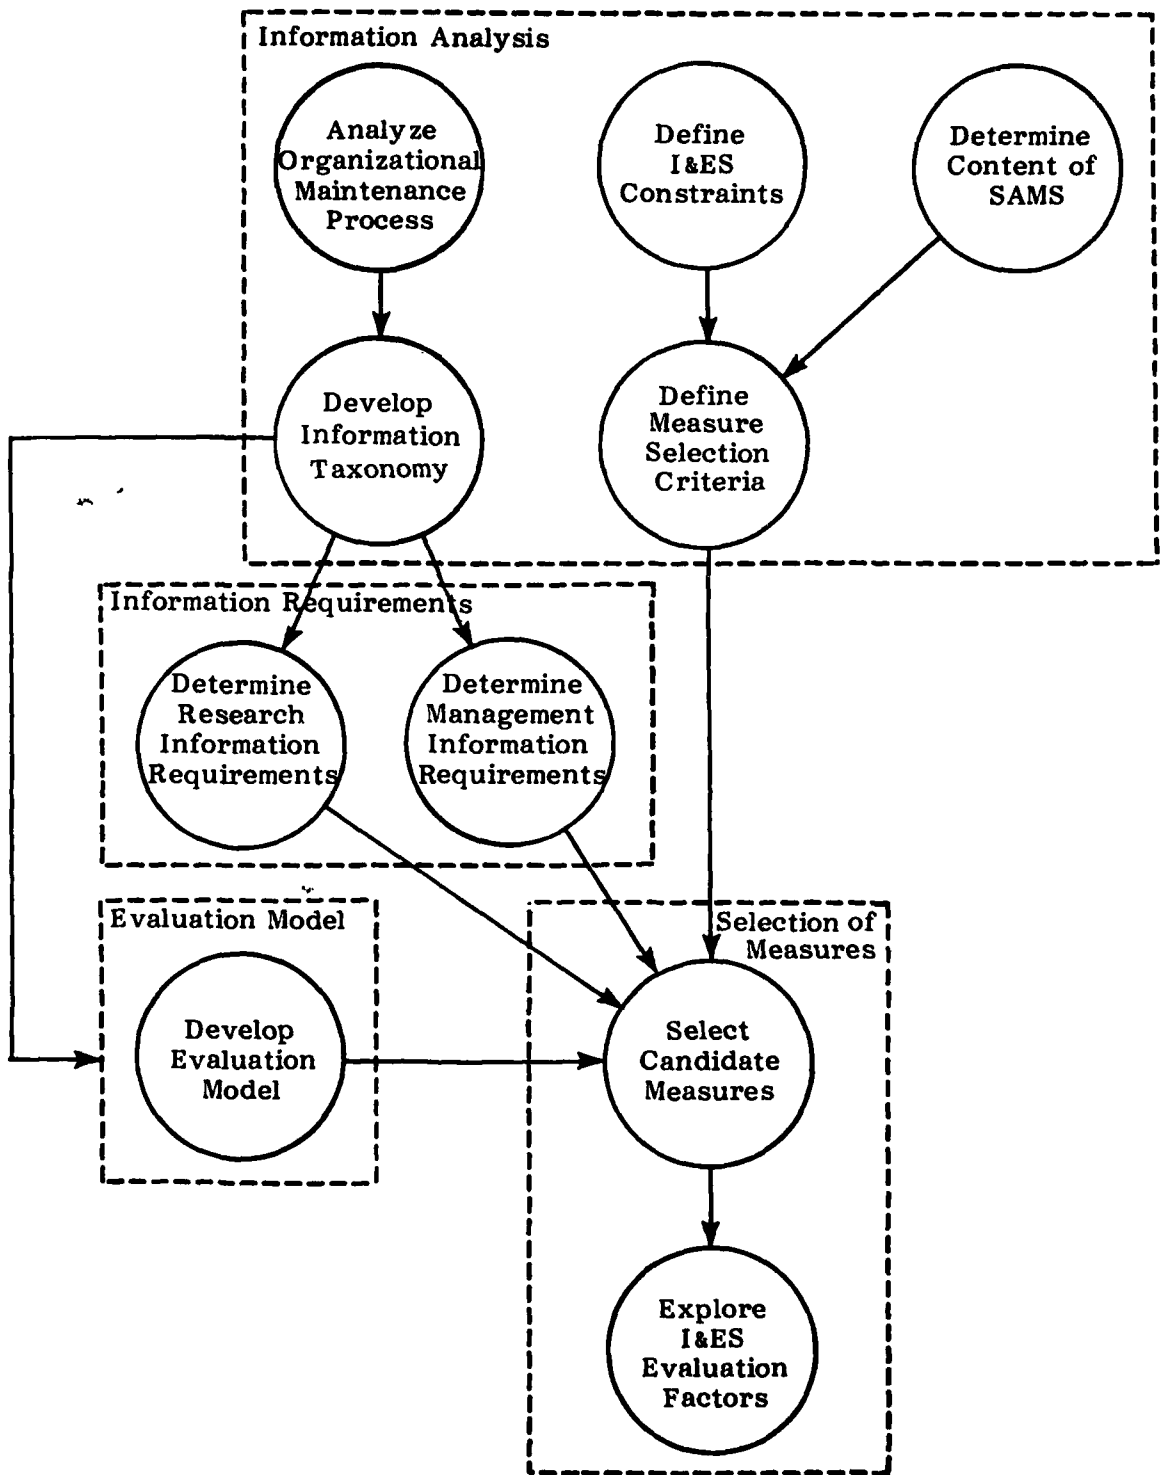 Information Analysis
Analyze
Organizational
Maintenance
Process
Define
I&ES
Constraints
Determine
Content of
SAMS
Develop
Information
Taxonomy
Define
Measure
Selection
Criteria
Information Requirements
Determine
Research
Information
Requirements
Determine
Management
Information
Requirements
Evaluation Model
Develop
Evaluation
Model
Selection of
Measures
Select
Candidate
Measures
Explore
I&ES
Evaluation
Factors